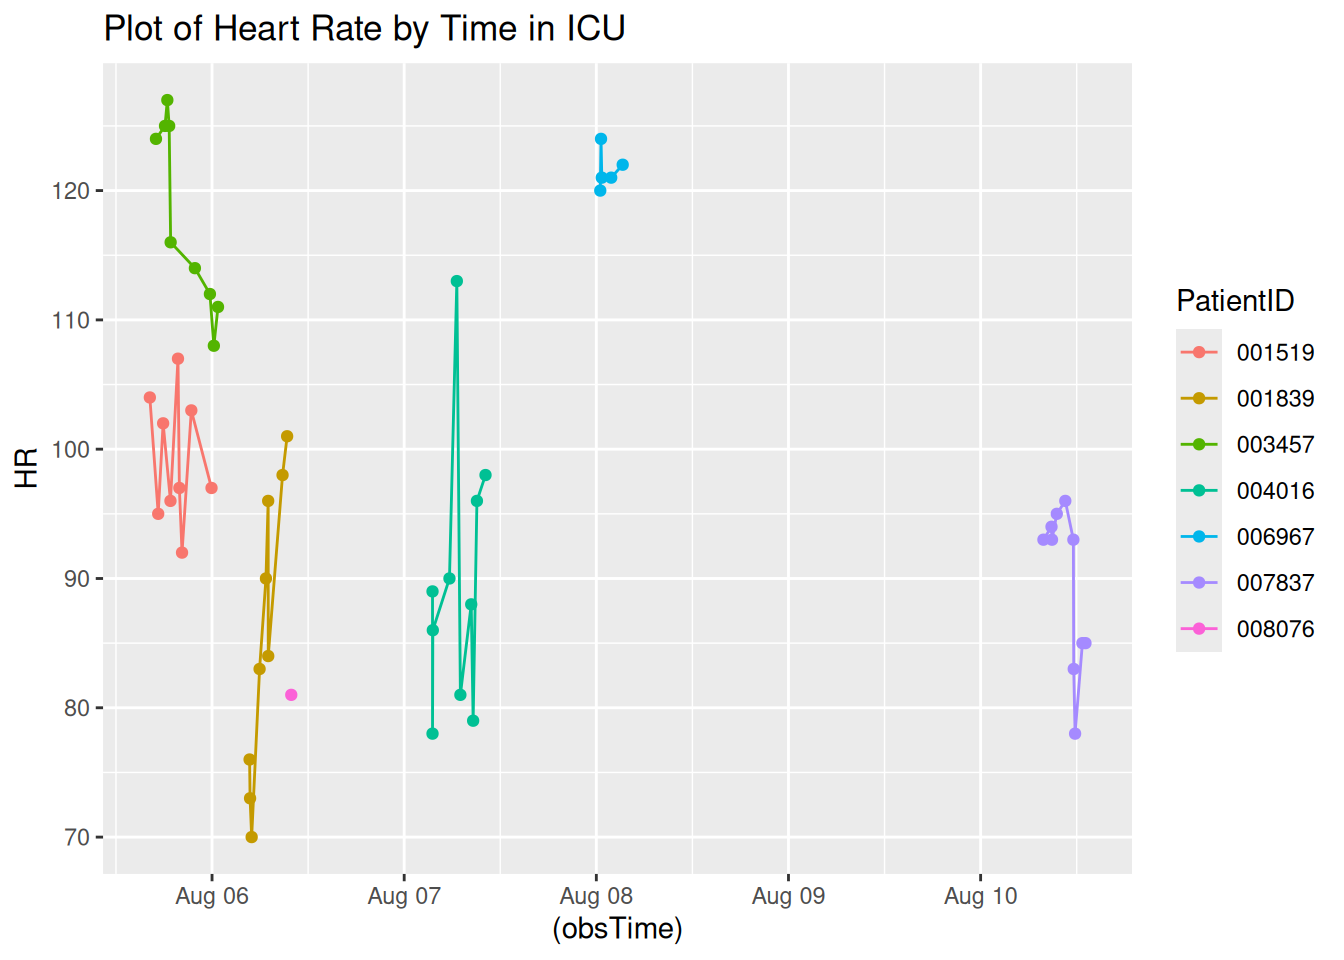 Plot of Heart Rate by Time in ICU
HR
120
110
100
90
80
70
Aug 06 Aug 07 Aug 08 Aug 09 Aug 10
(obsTime)
PatientID
001519
001839
003457
004016
006967
007837
008076